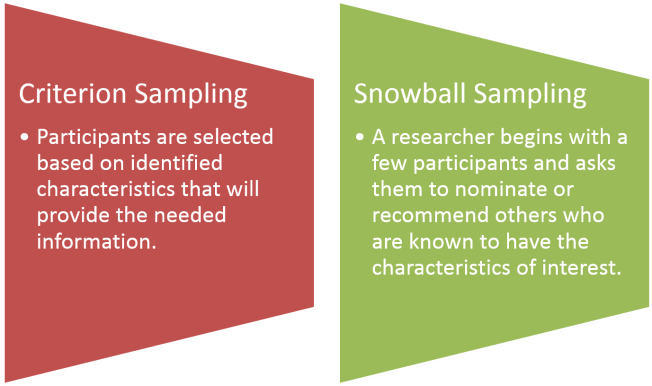 Criterion Sampling
• Participants are selected
based on identified
characteristics that will
provide the needed
information.
Snowball Sampling
• A researcher begins with a
few participants and asks
them to nominate or
recommend others who
are known to have the
characteristics of interest.